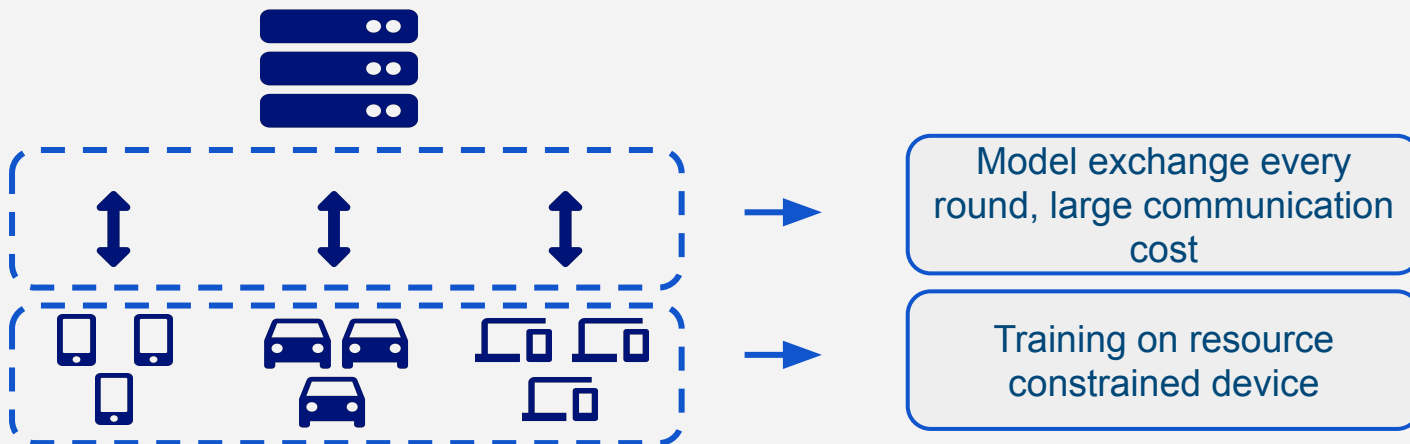 Model exchange every
round, large communication
cost
Training on resource
constrained device